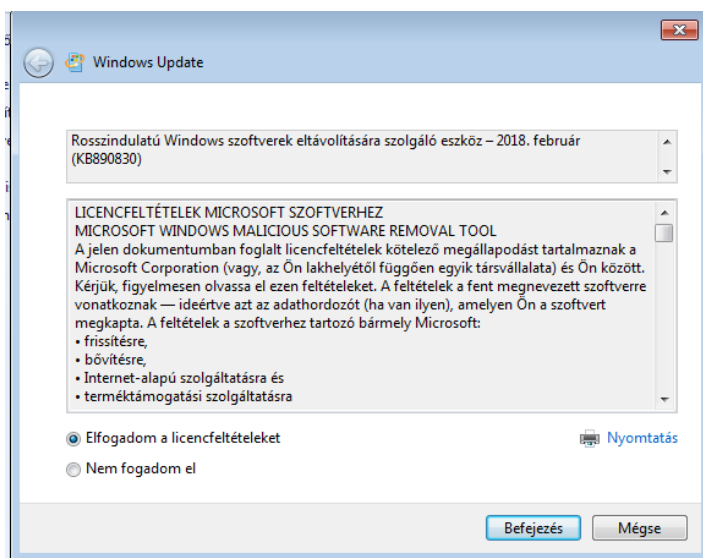 Windows Update
Rosszindulatú Windows szoftverek eltávolítására szolgáló eszköz – 2018. február
(KB890830)
LICENCFELTÉTELEK MICROSOFT SZOFTVERHEZ
MICROSOFT WINDOWS MALICIOUS SOFTWARE REMOVAL TOOL
A jelen dokumentumban foglalt licencfeltételek kötelező megállapodást tartalmaznak a
Microsoft Corporation (vagy, az Ön lakhelyétől függően egyik társvállalata) és Ön között.
Kérjük, figyelmesen olvassa el ezen feltételeket. A feltételek a fent megnevezett szoftverre
vonatkoznak — ideértve azt az adathordozót (ha van ilyen), amelyen Ön a szoftvert
megkapta. A feltételek a szoftverhez tartozó bármely Microsoft:
• frissítésre,
• bővítésre,
• Internet-alapú szolgáltatásra és
• terméktámogatási szolgáltatásra
Elfogadom a licencfeltételeket
Nyomtatás
Nem fogadom el
Befejezés
Mégse